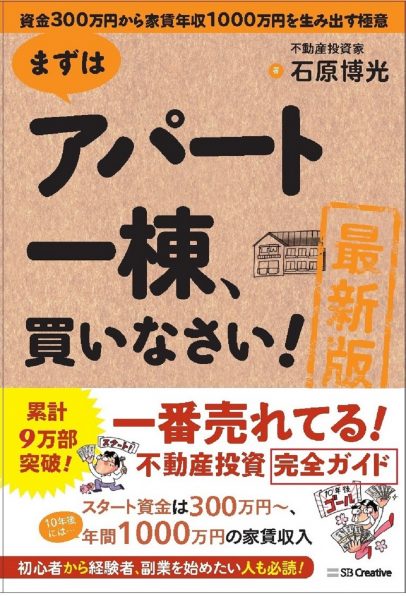 資金300万円から家賃年収1000万円を生み出す極意
不動産投資家
著 石原博光
まずは
アパート
一棟、
買いなさい!
最新版
累計
9万部
突破!
一番売れてる!
不動産投資 完全ガイド
スタート!
10年後
ゴール
スタート資金は300万円〜、
10年後
には…
年間1000万円の家賃収入
初心者から経験者、副業を始めたい人も必読!
SB Creative